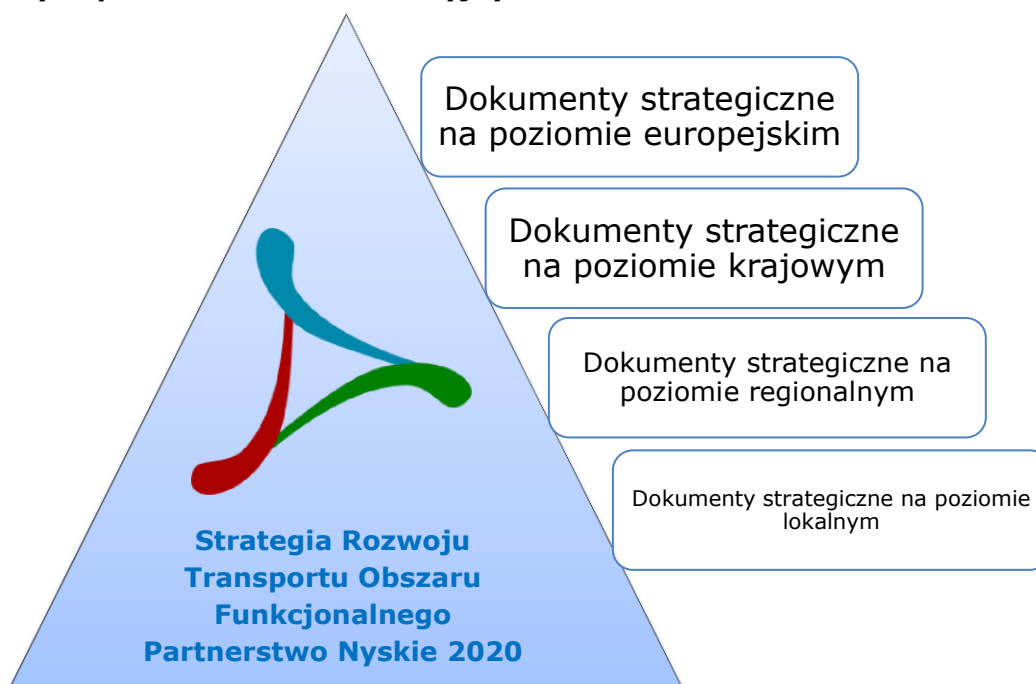 Dokumenty strategiczne
na poziomie europejskim
Dokumenty strategiczne
na poziomie krajowym
Dokumenty strategiczne na
poziomie regionalnym
Dokumenty strategiczne na poziomie
lokalnym
Strategia Rozwoju
Transportu Obszaru
Funkcjonalnego
Partnerstwo Nyskie 2020